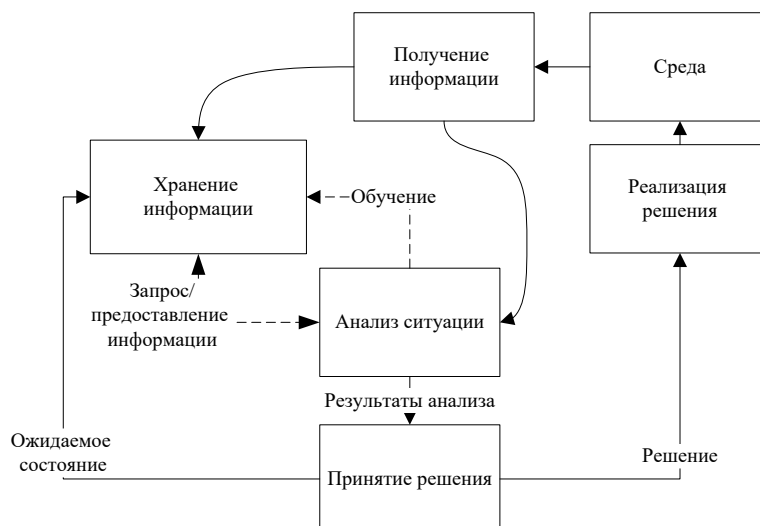 Получение
информации
Среда
Хранение
информации
Обучение
Реализация
решения
Запрос/
предоставление
информации
Анализ ситуации
Результаты анализа
Ожидаемое
состояние
Принятие решения
Решение